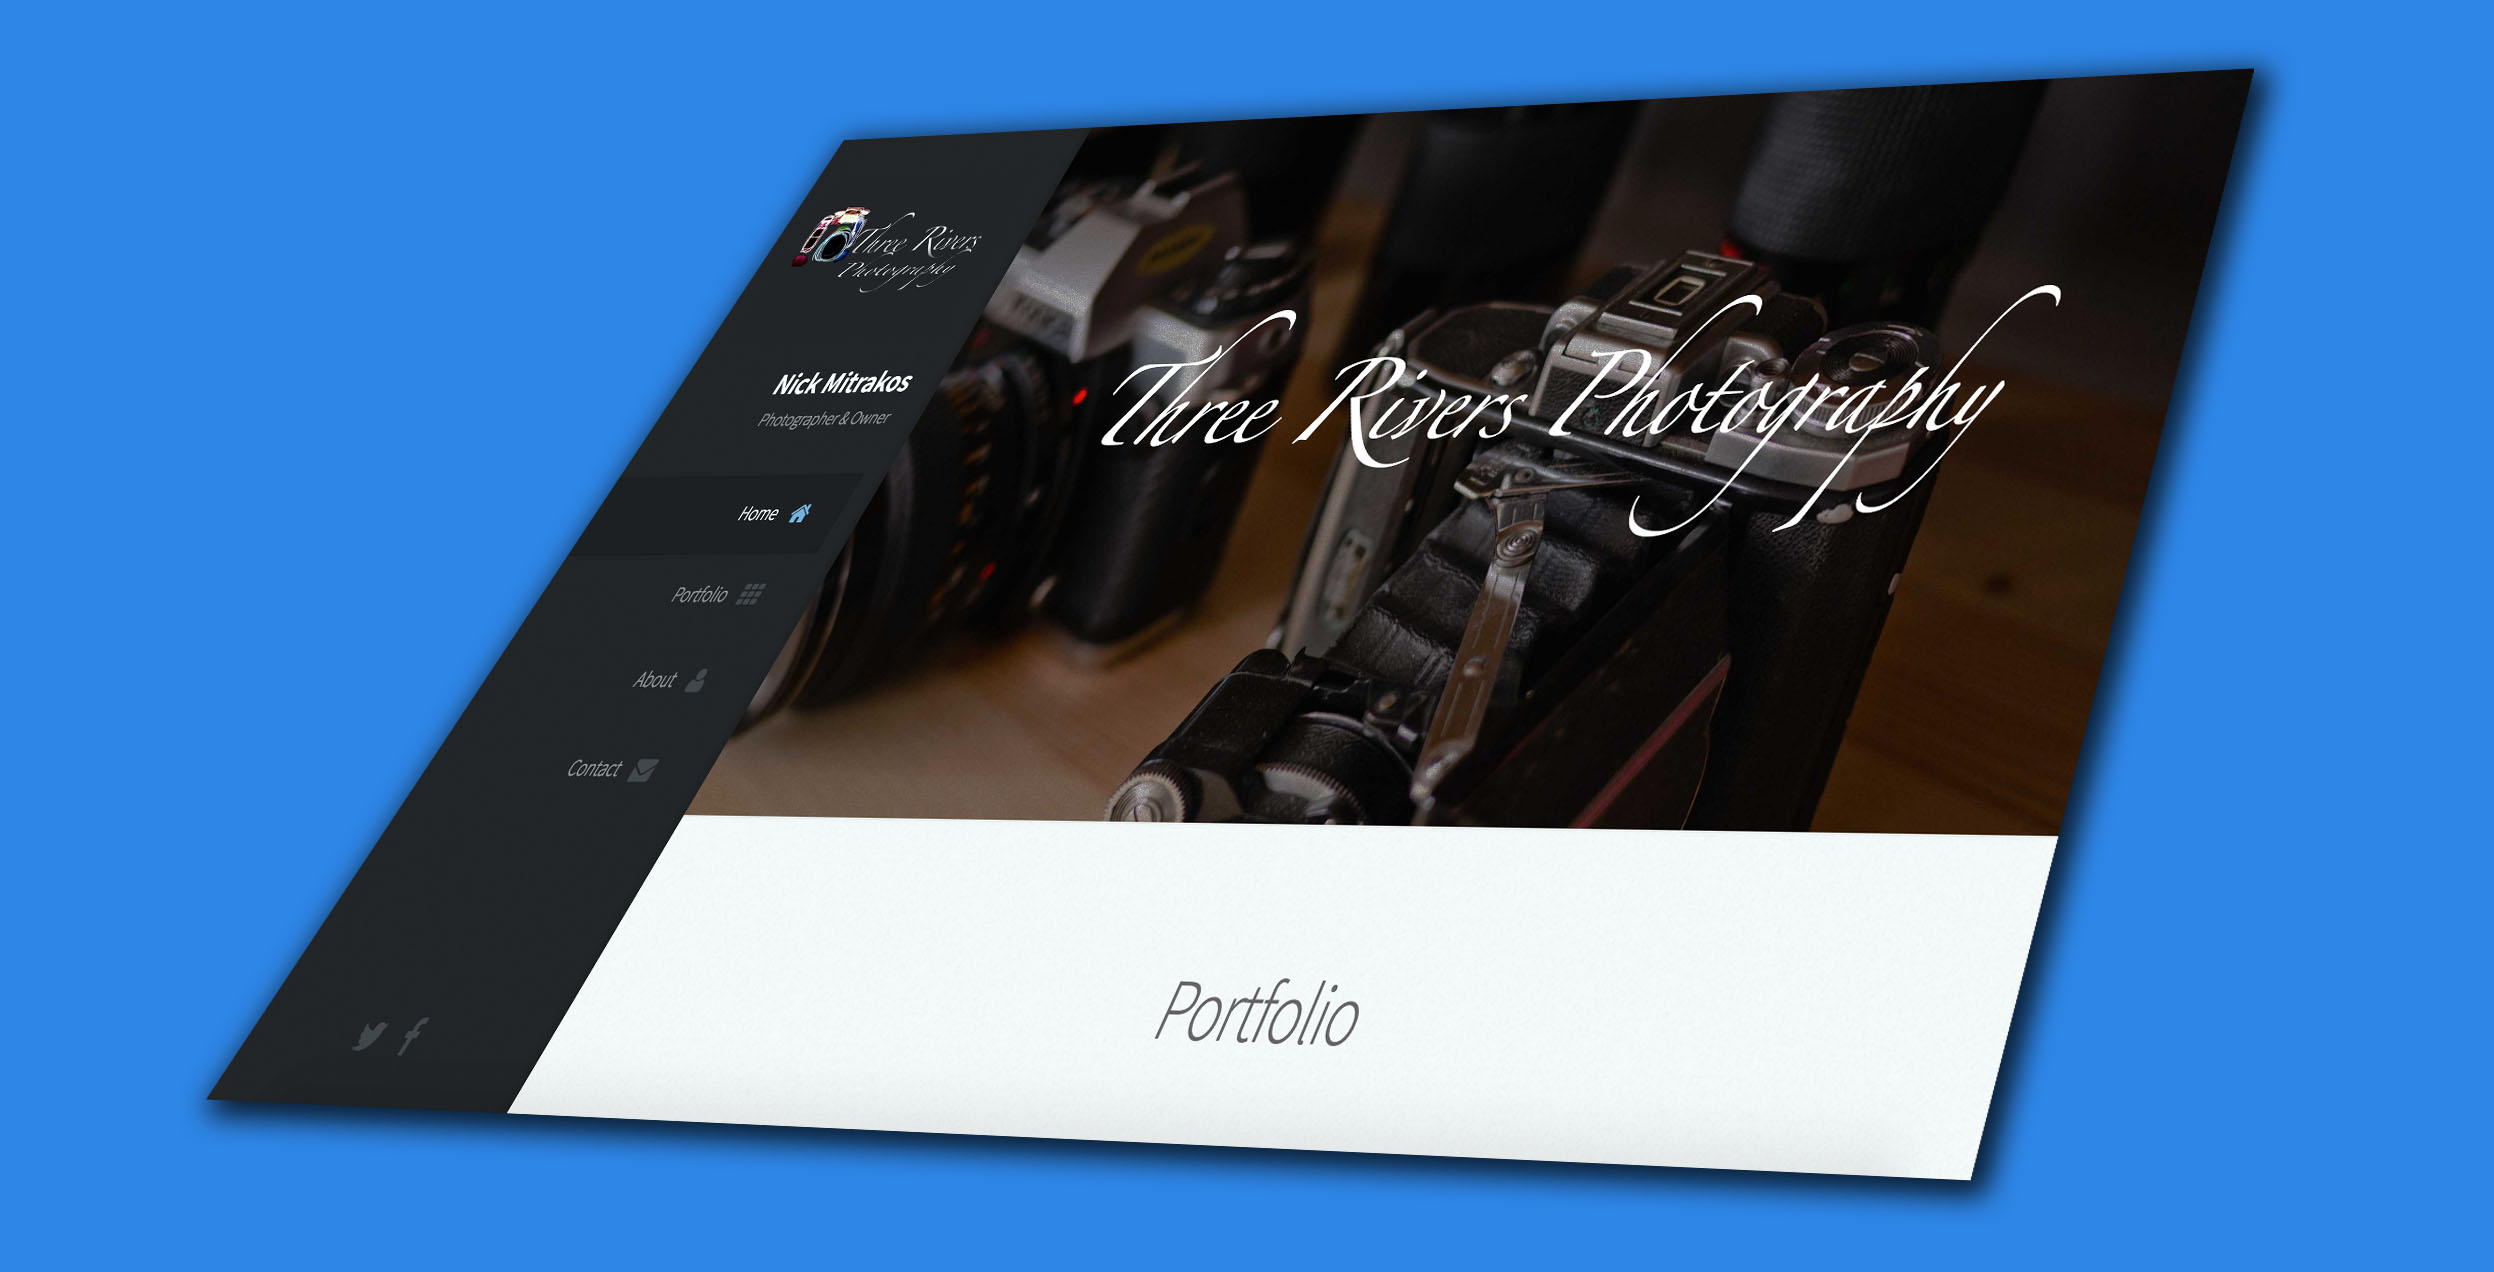 Three Rivers
Photography
Nick Mitrakos
Photographer & Owner
Home
Portfolio
About
Contact
Three Rivers Photography
Portfolio